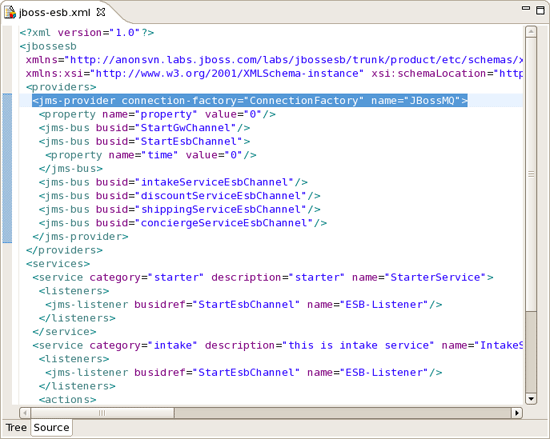 jboss-esb.xml
<?xml version="1.0"?>
<jbossesb
xmlns="http://anonsvn.labs.jboss.com/labs/jbossesb/trunk/product/etc/schemas/x
xmlns:xsi="http://www.w3.org/2001/XMLSchema-instance" xsi:schemaLocation="http
<providers>
<jms-provider connection-factory="ConnectionFactory" name="JBossMQ">
<property name="property" value="0"/>
<jms-bus busid="StartGwChannel"/>
<jms-bus busid="StartEsbChannel">
<property name="time" value="0"/>
</jms-bus>
<jms-bus busid="intakeServiceEsbChannel"/>
<jms-bus busid="discountServiceEsbChannel"/>
<jms-bus busid="shippingServiceEsbChannel"/>
<jms-bus busid="conciergeServiceEsbChannel"/>
</jms-provider>
</providers>
<services>
<service category="starter" description="starter" name="StarterService">
<listeners>
<jms-listener busidref="StartEsbChannel" name="ESB-Listener"/>
</listeners>
</service>
<service category="intake" description="this is intake service" name="IntakeS
<listeners>
<jms-listener busidref="StartEsbChannel" name="ESB-Listener"/>
</listeners>
<actions>
Tree Source